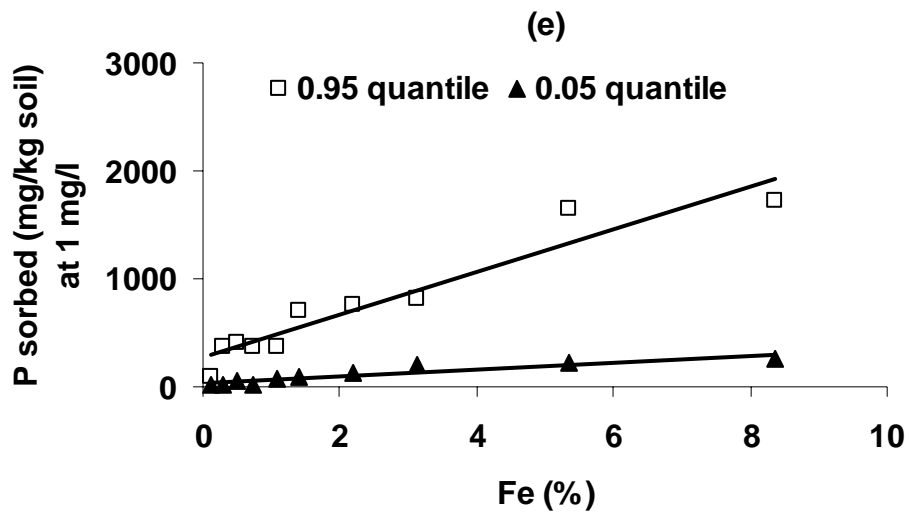 (e)
P sorbed (mg/kg soil)
at 1 mg/l
3000
2000
1000
0
0.95 quantile 0.05 quantile
0 2 4 6 8 10
Fe (%)